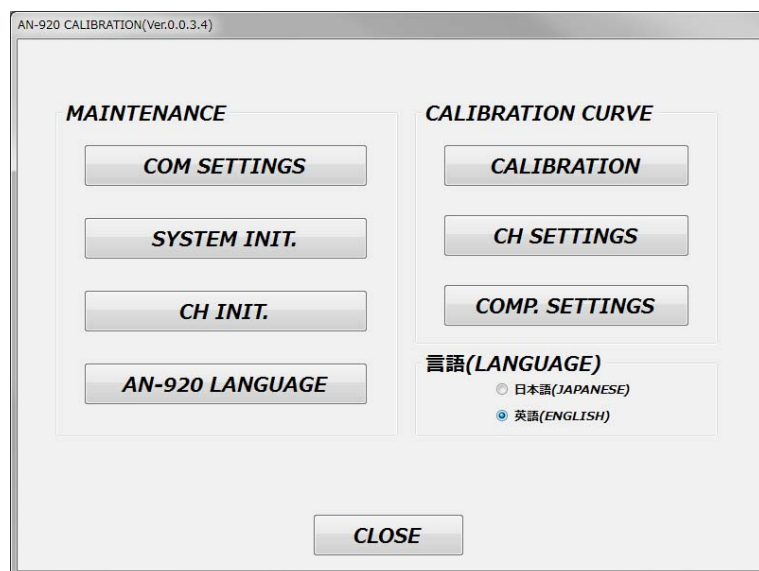 AN-920 CALIBRATION(Ver.0.0.3.4)
MAINTENANCE
COM SETTINGS
SYSTEM INIT.
CH INIT.
AN-920 LANGUAGE
CALIBRATION CURVE
CALIBRATION
CH SETTINGS
COMP. SETTINGS
言語(LANGUAGE)
日本語(JAPANESE)
英語(ENGLISH)
CLOSE